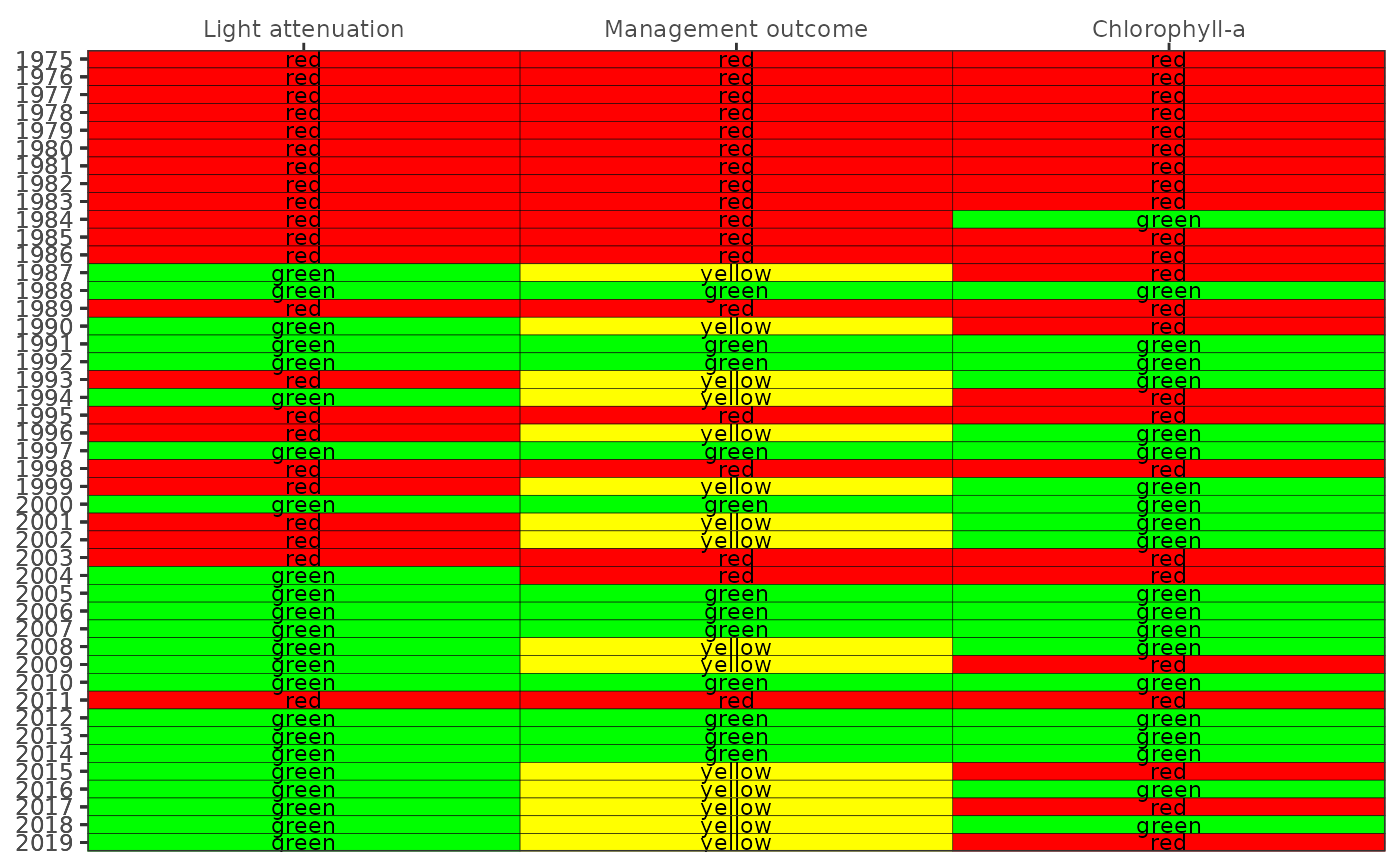 Light attenuation Management outcome Chlorophyll-a
1975 red red red
1976 red red red
1977 red red red
1978 red red red
1979 red red red
1980 red red red
1981 red red red
1982 red red red
1983 red red red
1984 red red green
1985 red red red
1986 red red red
1987 green yellow red
1988 green green green
1989 red red red
1990 green yellow red
1991 green green green
1992 green green green
1993 red yellow green
1994 green yellow red
1995 red red red
1996 red yellow green
1997 green green green
1998 red red red
1999 red yellow green
2000 green green green
2001 red yellow green
2002 red yellow green
2003 red red red
2004 green red red
2005 green green green
2006 green green green
2007 green green green
2008 green yellow green
2009 green yellow red
2010 green green green
2011 red red red
2012 green green green
2013 green green green
2014 green green green
2015 green yellow red
2016 green yellow green
2017 green yellow red
2018 green yellow green
2019 green yellow red